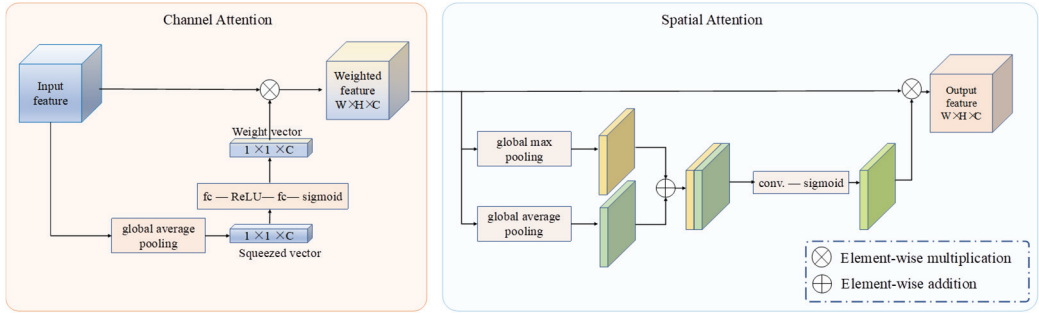 Channel Attention
Input
feature
Weighted
feature
W×H×C
Weight vector
1 ×1 ×C
fc — ReLU— fc— sigmoid
global average
pooling
1 ×1 ×C
Squeezed vector
Spatial Attention
global max
pooling
global average
pooling
conv. — sigmoid
Output
feature
W×H×C
Element-wise multiplication
Element-wise addition